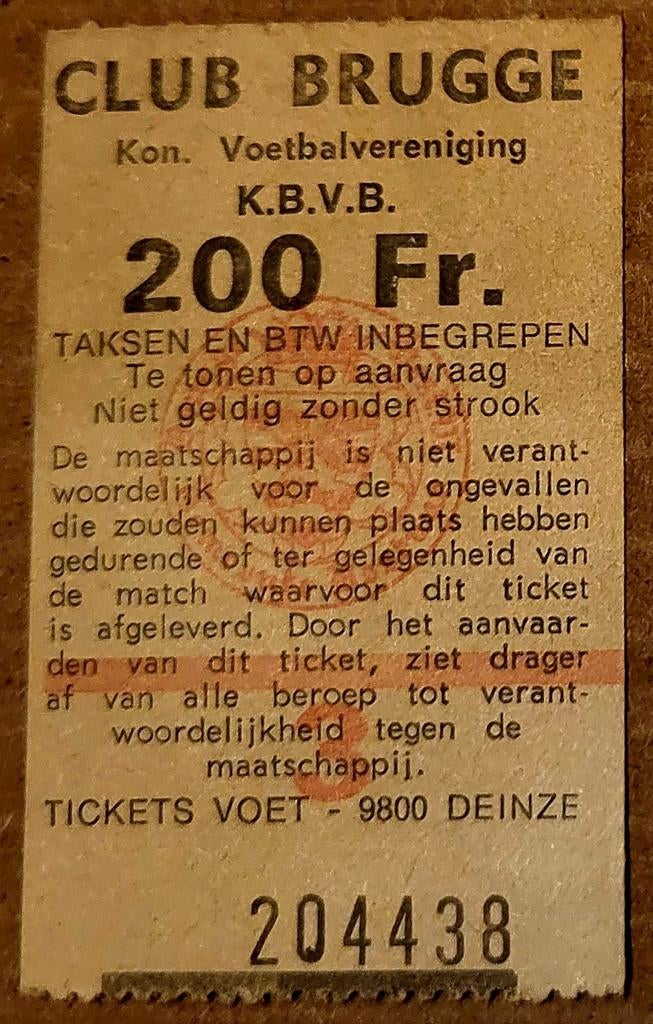 CLUB BRUGGE
Kon. Voetbalvereniging
K.B.V.B.
200 Fr.
TAKSEN EN BTW INBEGREPEN
Te tonen op aanvraag
Niet geldig zonder strook
De maatschappij is niet verant-
woordelijk voor de ongevallen
die zouden kunnen plaats hebben
gedurende of ter gelegenheid van
de match waarvoor dit ticket
is afgeleverd. Door het aanvaar-
den van dit ticket, ziet drager
af van alle beroep tot verant-
woordelijkheid tegen de
maatschappij.
TICKETS VOET - 9800 DEINZE
204438